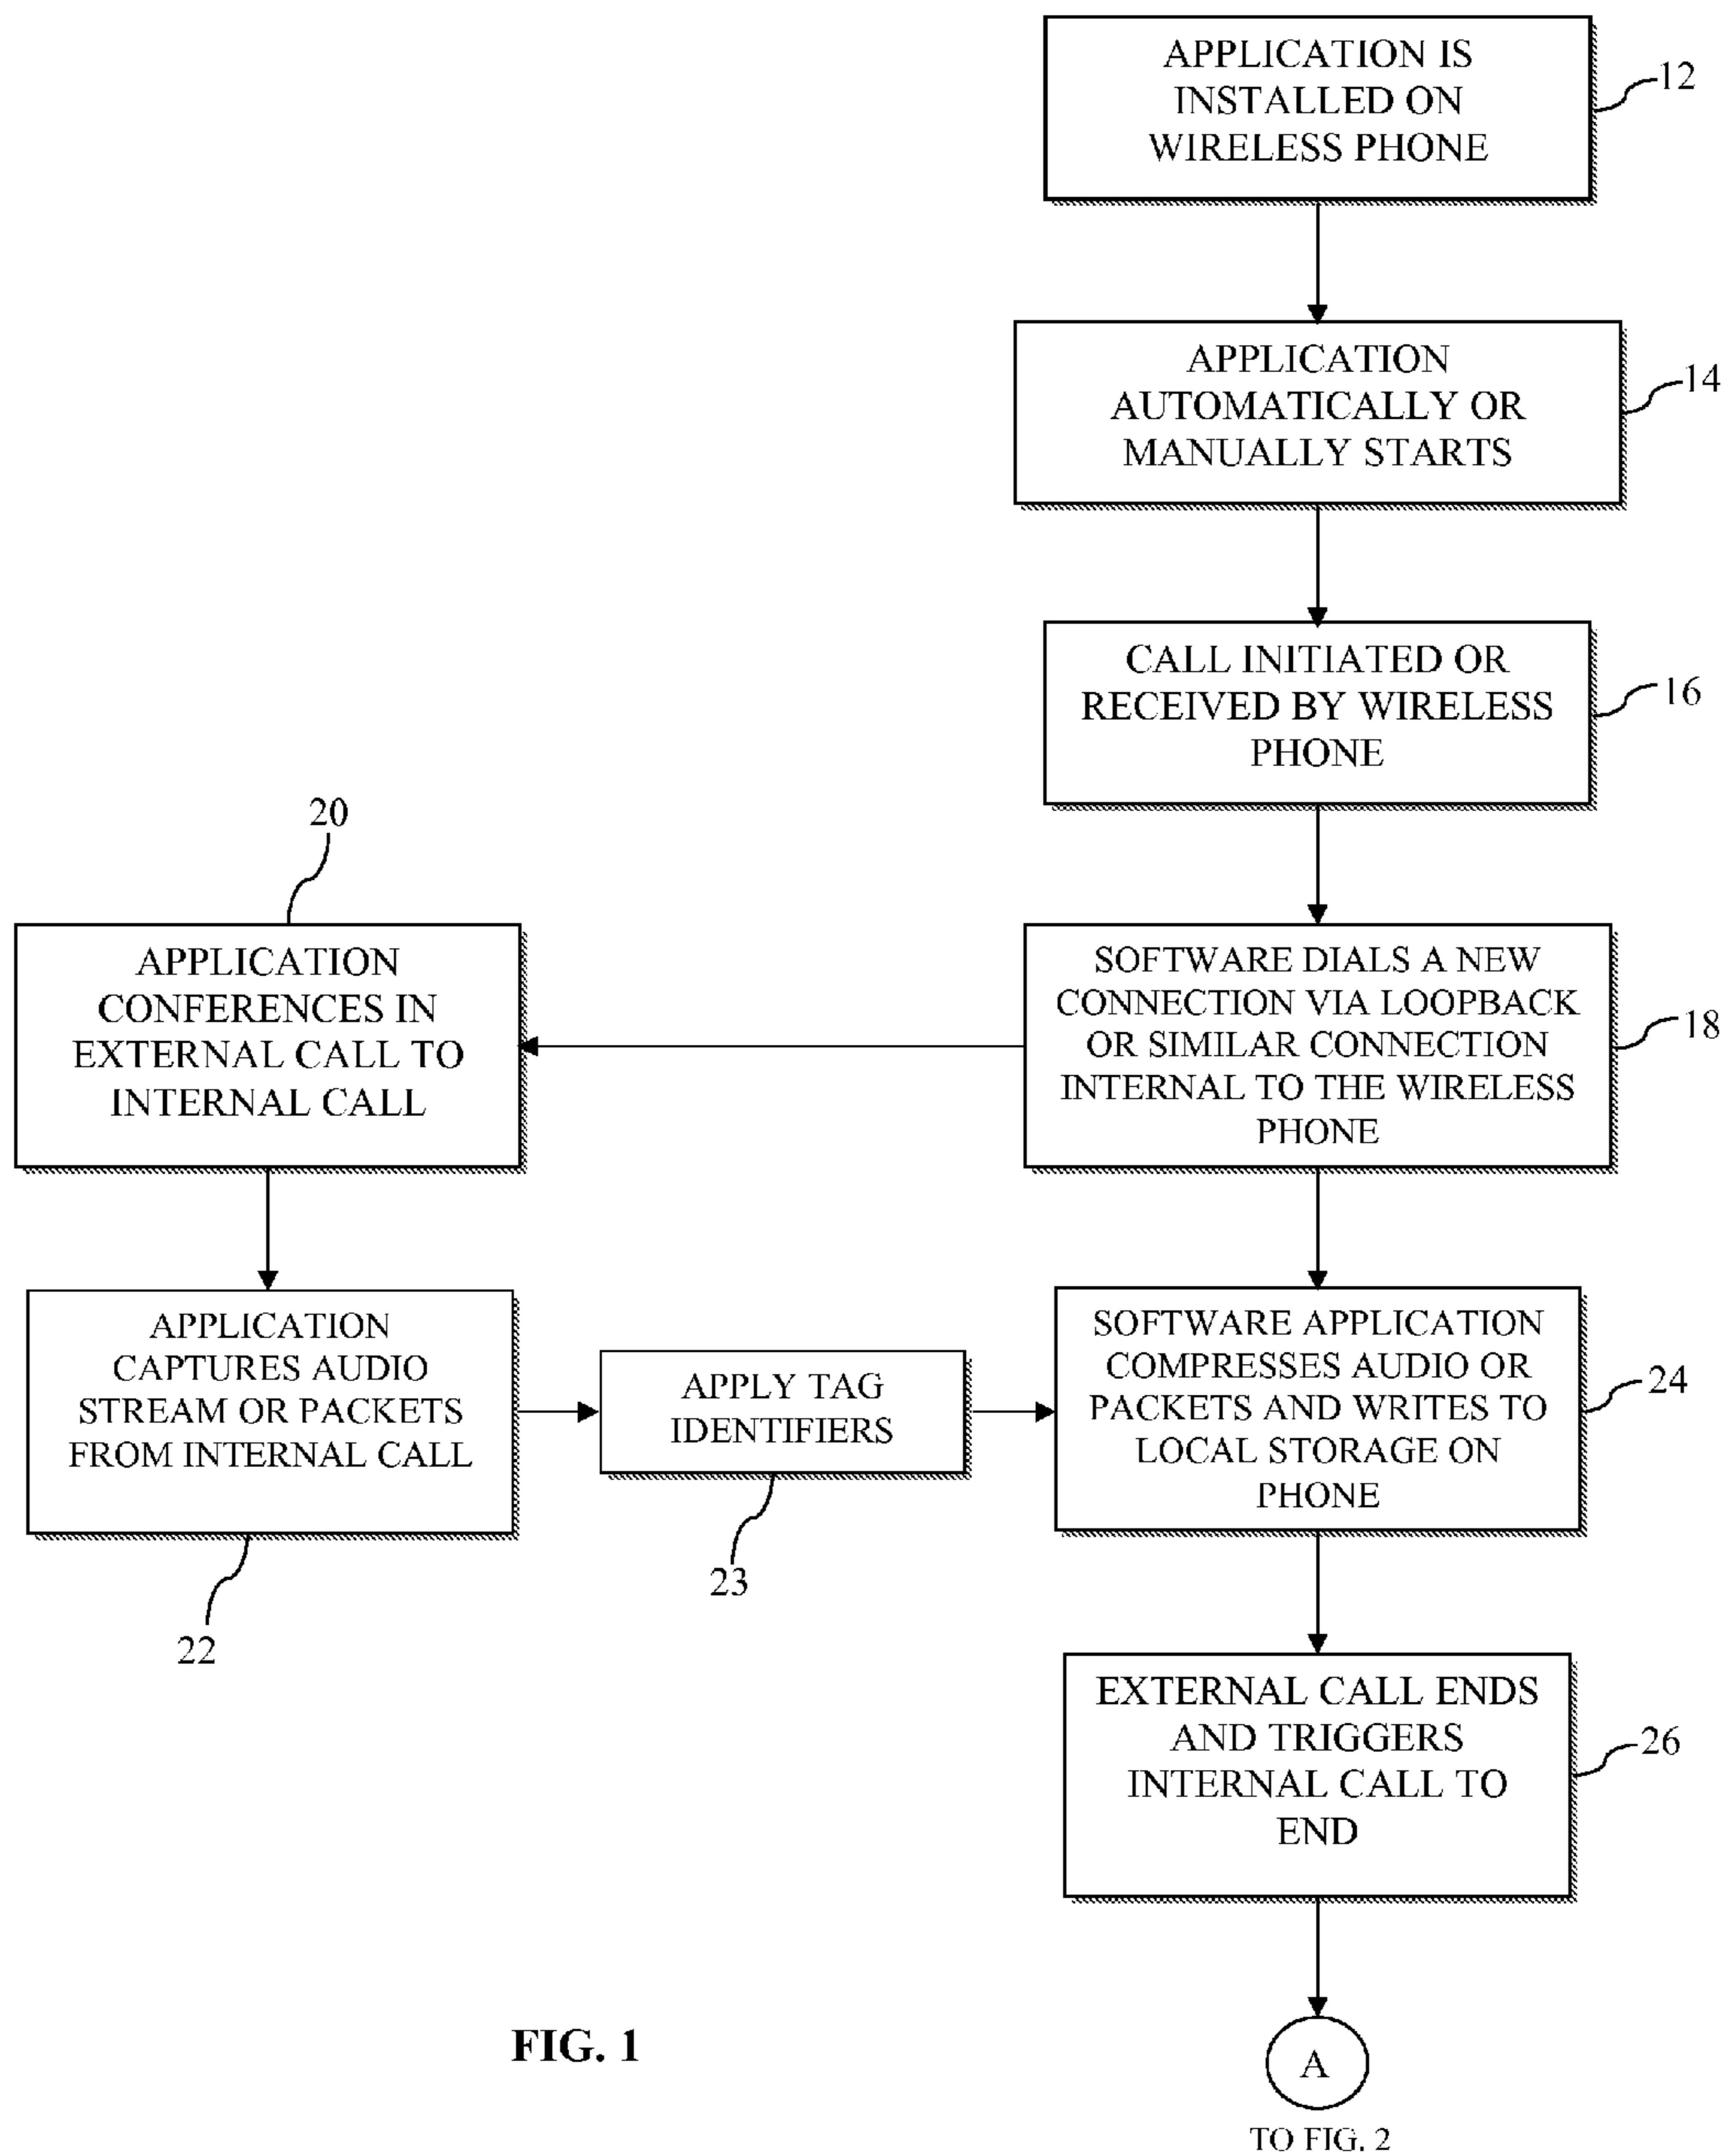 APPLICATION IS
INSTALLED ON
WIRELESS PHONE
12
APPLICATION
AUTOMATICALLY OR
MANUALLY STARTS
14
CALL INITIATED OR
RECEIVED BY WIRELESS
PHONE
16
SOFTWARE DIALS A NEW
CONNECTION VIA LOOPBACK
OR SIMILAR CONNECTION
INTERNAL TO THE WIRELESS
PHONE
18
20
APPLICATION
CONFERENCES IN
EXTERNAL CALL TO
INTERNAL CALL
APPLICATION
CAPTURES AUDIO
STREAM OR PACKETS
FROM INTERNAL CALL
22
APPLY TAG
IDENTIFIERS
23
SOFTWARE APPLICATION
COMPRESSES AUDIO OR
PACKETS AND WRITES TO
LOCAL STORAGE ON
PHONE
24
EXTERNAL CALL ENDS
AND TRIGGERS
INTERNAL CALL TO
END
26
A
TO FIG. 2
FIG. 1